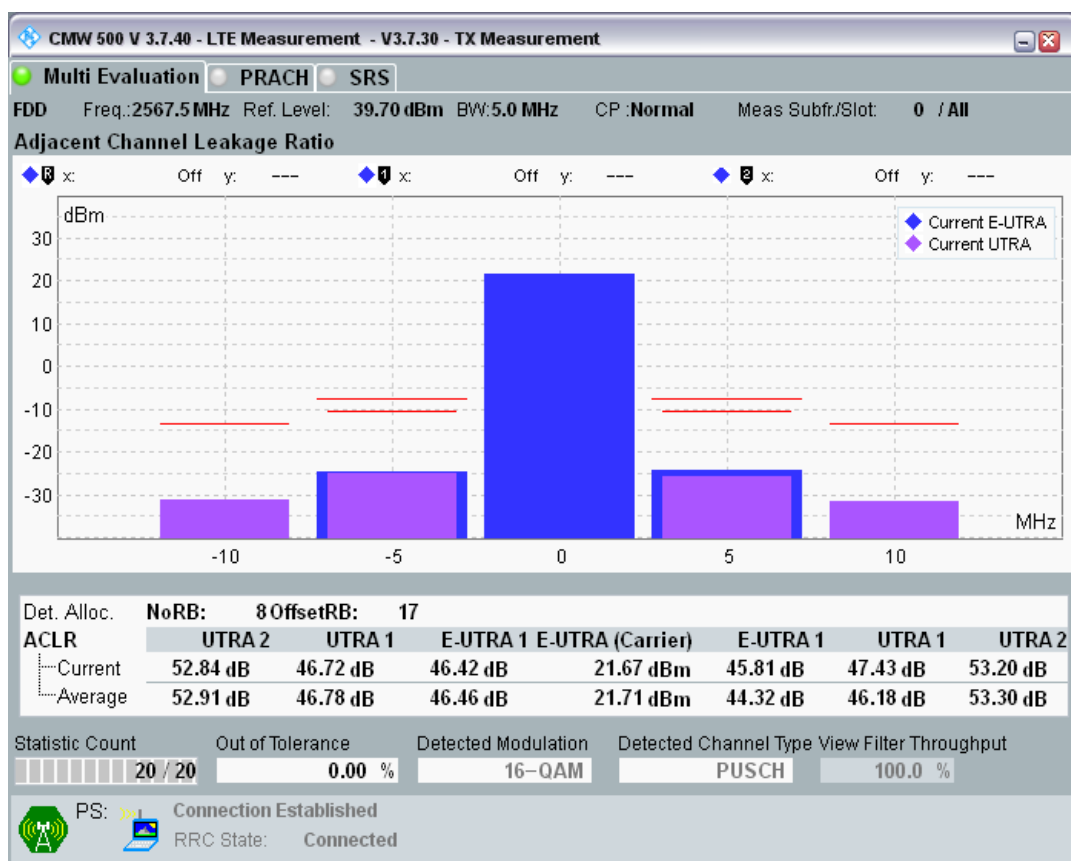 CMW 500 V 3.7.40 - LTE Measurement - V3.7.30 - TX Measurement
Multi Evaluation PRACH SRS
FDD Freq.:2567.5 MHz Ref. Level: 39.70 dBm BW:5.0 MHz CP :Normal Meas Subfr./Slot: 0 / All
Adjacent Channel Leakage Ratio
R x: Off y: --- 1 x: Off y: --- 2 x: Off y: ---
dBm
Current E-UTRA
Current UTRA
30
20
10
0
-10
-20
-30
MHz
-10 -5 0 5 10
Det. Alloc. NoRB: 8 OffsetRB: 17
ACLR UTRA 2 UTRA 1 E-UTRA 1 E-UTRA (Carrier) E-UTRA 1 UTRA 1 UTRA 2
Current 52.84 dB 46.72 dB 46.42 dB 21.67 dBm 45.81 dB 47.43 dB 53.20 dB
Average 52.91 dB 46.78 dB 46.46 dB 21.71 dBm 44.32 dB 46.18 dB 53.30 dB
Statistic Count Out of Tolerance Detected Modulation Detected Channel Type View Filter Throughput
20 / 20 0.00 % 16-QAM PUSCH 100.0 %
PS: Connection Established
RRC State: Connected